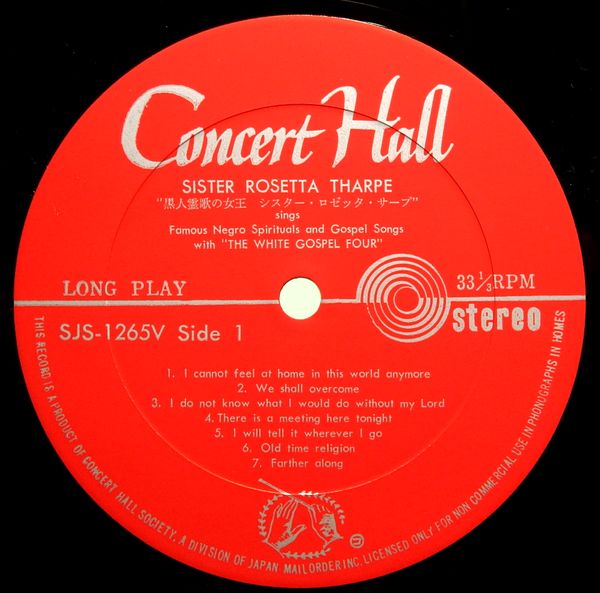 Concert Hall
SISTER ROSETTA THARPE
"黒人霊歌の女王 シスター・ロゼッタ・サープ"
sings
Famous Negro Spirituals and Gospel Songs
with "THE WHITE GOSPEL FOUR"
LONG PLAY
33 1/3 RPM
stereo
SJS-1265V Side 1
1. I cannot feel at home in this world anymore
2. We shall overcome
3. I do not know what I would do without my Lord
4. There is a meeting here tonight
5. I will tell it wherever I go
6. Old time religion
7. Farther along
THIS RECORD IS A PRODUCT OF CONCERT HALL SOCIETY, A DIVISION OF JAPAN MAILORDER INC. LICENSED ONLY FOR NON COMMERCIAL USE IN PHONOGRAPHS IN HOMES